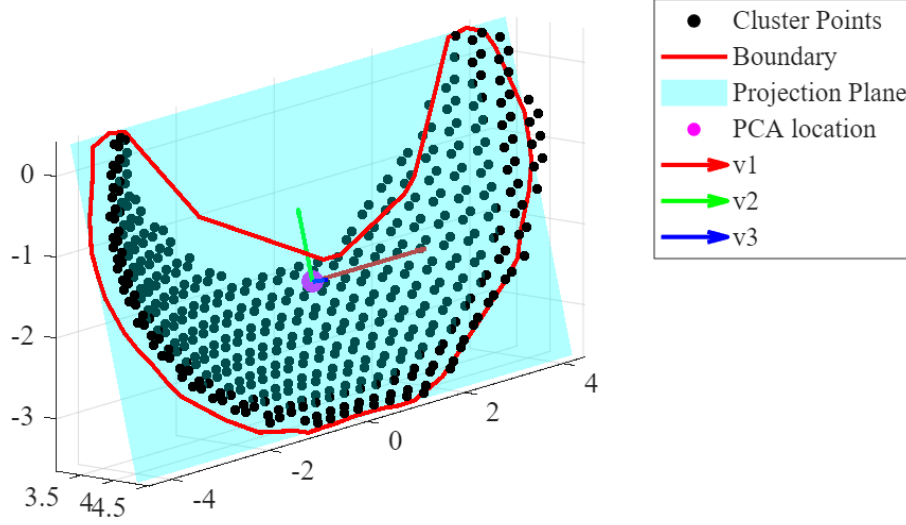 Cluster Points
Boundary
Projection Plane
PCA location
v1
v2
v3
0
-1
-2
-3
3.5
4
4.5
-4
-2
0
2
4